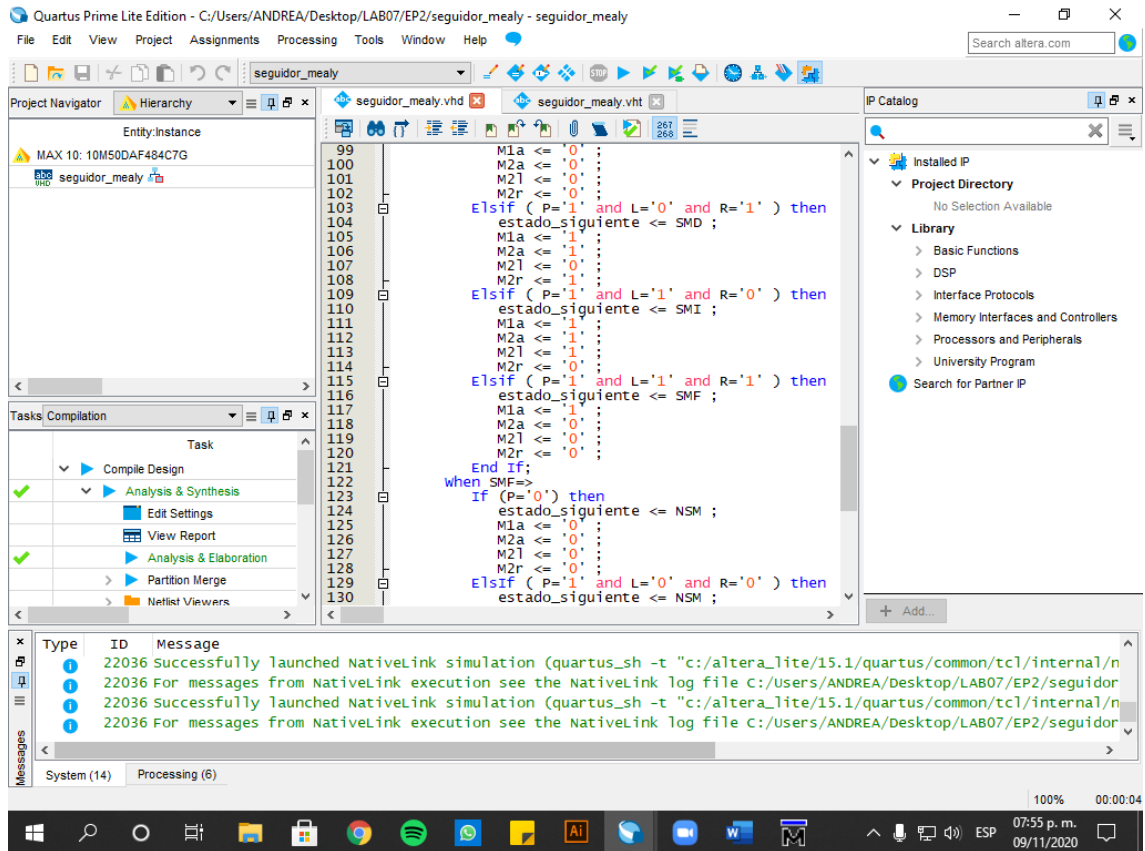 Quartus Prime Lite Edition - C:/Users/ANDREA/Desktop/LAB07/EP2/seguidor_mealy - seguidor_mealy
File Edit View Project Assignments Processing Tools Window Help
Search altera.com
seguidor_mealy
STOP
Project Navigator Hierarchy
seguidor_mealy.vhd
seguidor_mealy.vht
IP Catalog
Entity:Instance
MAX 10: 10M50DAF484C7G
seguidor_mealy
267
268
99 M1a <= '0' ;
100 M2a <= '0' ;
101 M2l <= '0' ;
102 M2r <= '0' ;
103 Elsif ( P='1' and L='0' and R='1' ) then
104 estado_siguiente <= SMD ;
105 M1a <= '1' ;
106 M2a <= '1' ;
107 M2l <= '0' ;
108 M2r <= '1' ;
109 Elsif ( P='1' and L='1' and R='0' ) then
110 estado_siguiente <= SMI ;
111 M1a <= '1' ;
112 M2a <= '1' ;
113 M2l <= '1' ;
114 M2r <= '0' ;
115 Elsif ( P='1' and L='1' and R='1' ) then
116 estado_siguiente <= SMF ;
117 M1a <= '1' ;
118 M2a <= '0' ;
119 M2l <= '0' ;
120 M2r <= '0' ;
121 End If;
122 When SMF=>
123 If (P='0') then
124 estado_siguiente <= NSM ;
125 M1a <= '0' ;
126 M2a <= '0' ;
127 M2l <= '0' ;
128 M2r <= '0' ;
129 ElsIf ( P='1' and L='0' and R='0' ) then
130 estado_siguiente <= NSM ;
Installed IP
Project Directory
No Selection Available
Library
Basic Functions
DSP
Interface Protocols
Memory Interfaces and Controllers
Processors and Peripherals
University Program
Search for Partner IP
+ Add...
Tasks Compilation
Task
Compile Design
Analysis & Synthesis
Edit Settings
View Report
Analysis & Elaboration
Partition Merge
Netlist Viewers
Type ID Message
22036 Successfully launched NativeLink simulation (quartus_sh -t "c:/altera_lite/15.1/quartus/common/tcl/internal/n
22036 For messages from NativeLink execution see the NativeLink log file C:/Users/ANDREA/Desktop/LAB07/EP2/seguidor
22036 Successfully launched NativeLink simulation (quartus_sh -t "c:/altera_lite/15.1/quartus/common/tcl/internal/n
22036 For messages from NativeLink execution see the NativeLink log file C:/Users/ANDREA/Desktop/LAB07/EP2/seguidor
Messages
System (14) Processing (6)
100% 00:00:04
Ai
ESP
07:55 p. m.
09/11/2020